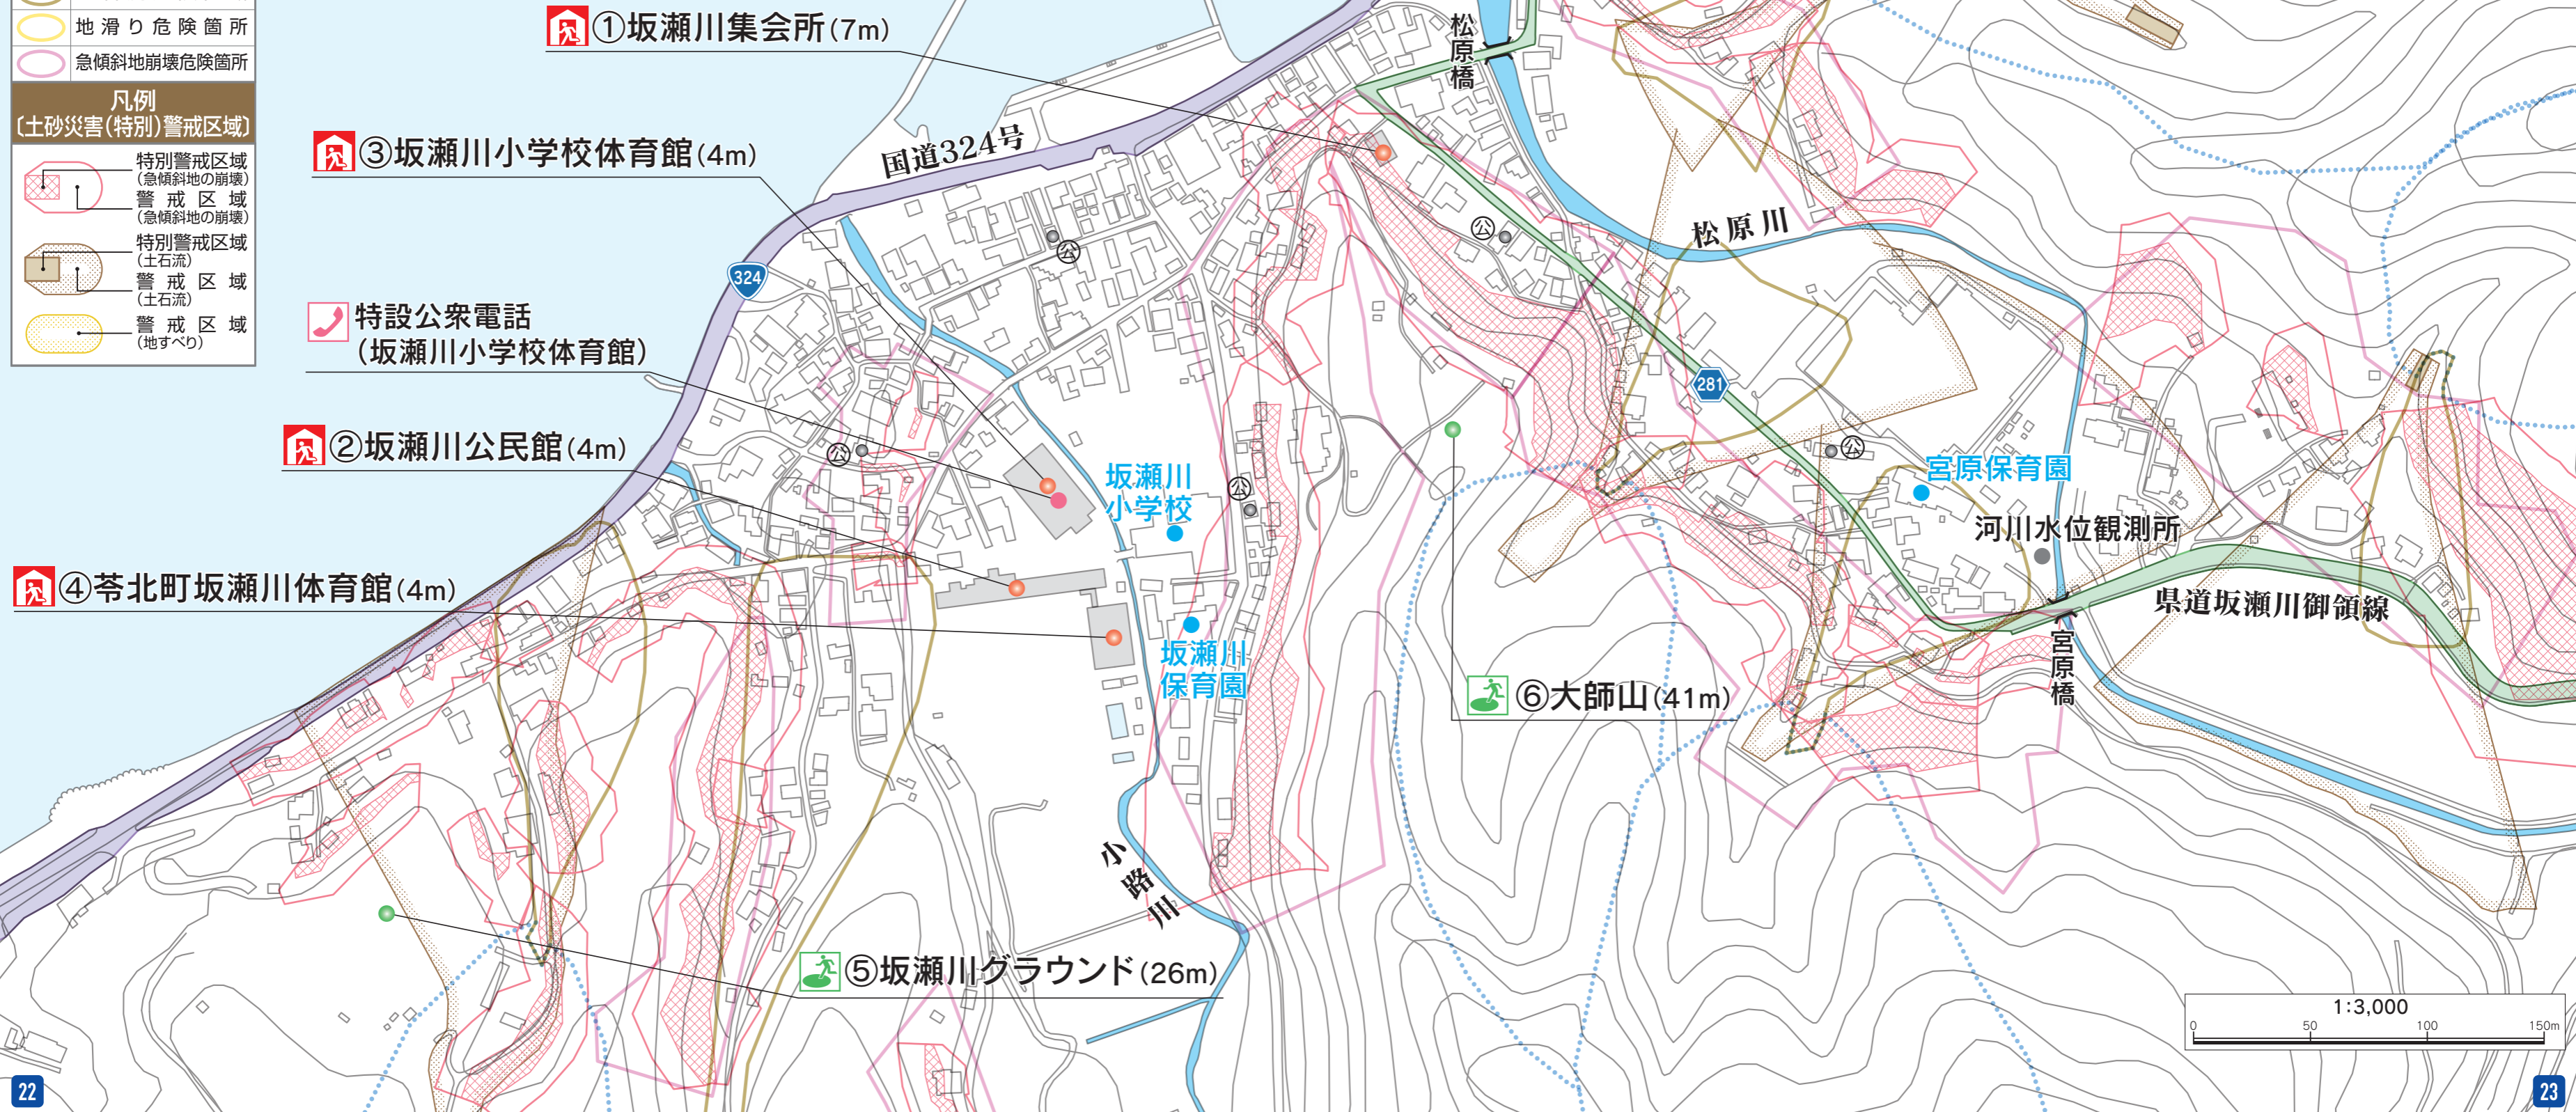 地滑り危険箇所
急傾斜地崩壊危険箇所
凡例
〔土砂災害(特別)警戒区域〕
特別警戒区域
(急傾斜地の崩壊)
警戒区域
(急傾斜地の崩壊)
特別警戒区域
(土石流)
警戒区域
(土石流)
警戒区域
(地すべり)
①坂瀬川集会所(7m)
③坂瀬川小学校体育館(4m)
特設公衆電話
(坂瀬川小学校体育館)
②坂瀬川公民館(4m)
④苓北町坂瀬川体育館(4m)
⑤坂瀬川グラウンド(26m)
⑥大師山(41m)
国道324号
324
松原橋
松原川
281
公
公
公
公
公
坂瀬川
小学校
坂瀬川
保育園
宮原保育園
河川水位観測所
県道坂瀬川御領線
宮原橋
小路川
1:3,000
0 50 100 150m
22
23